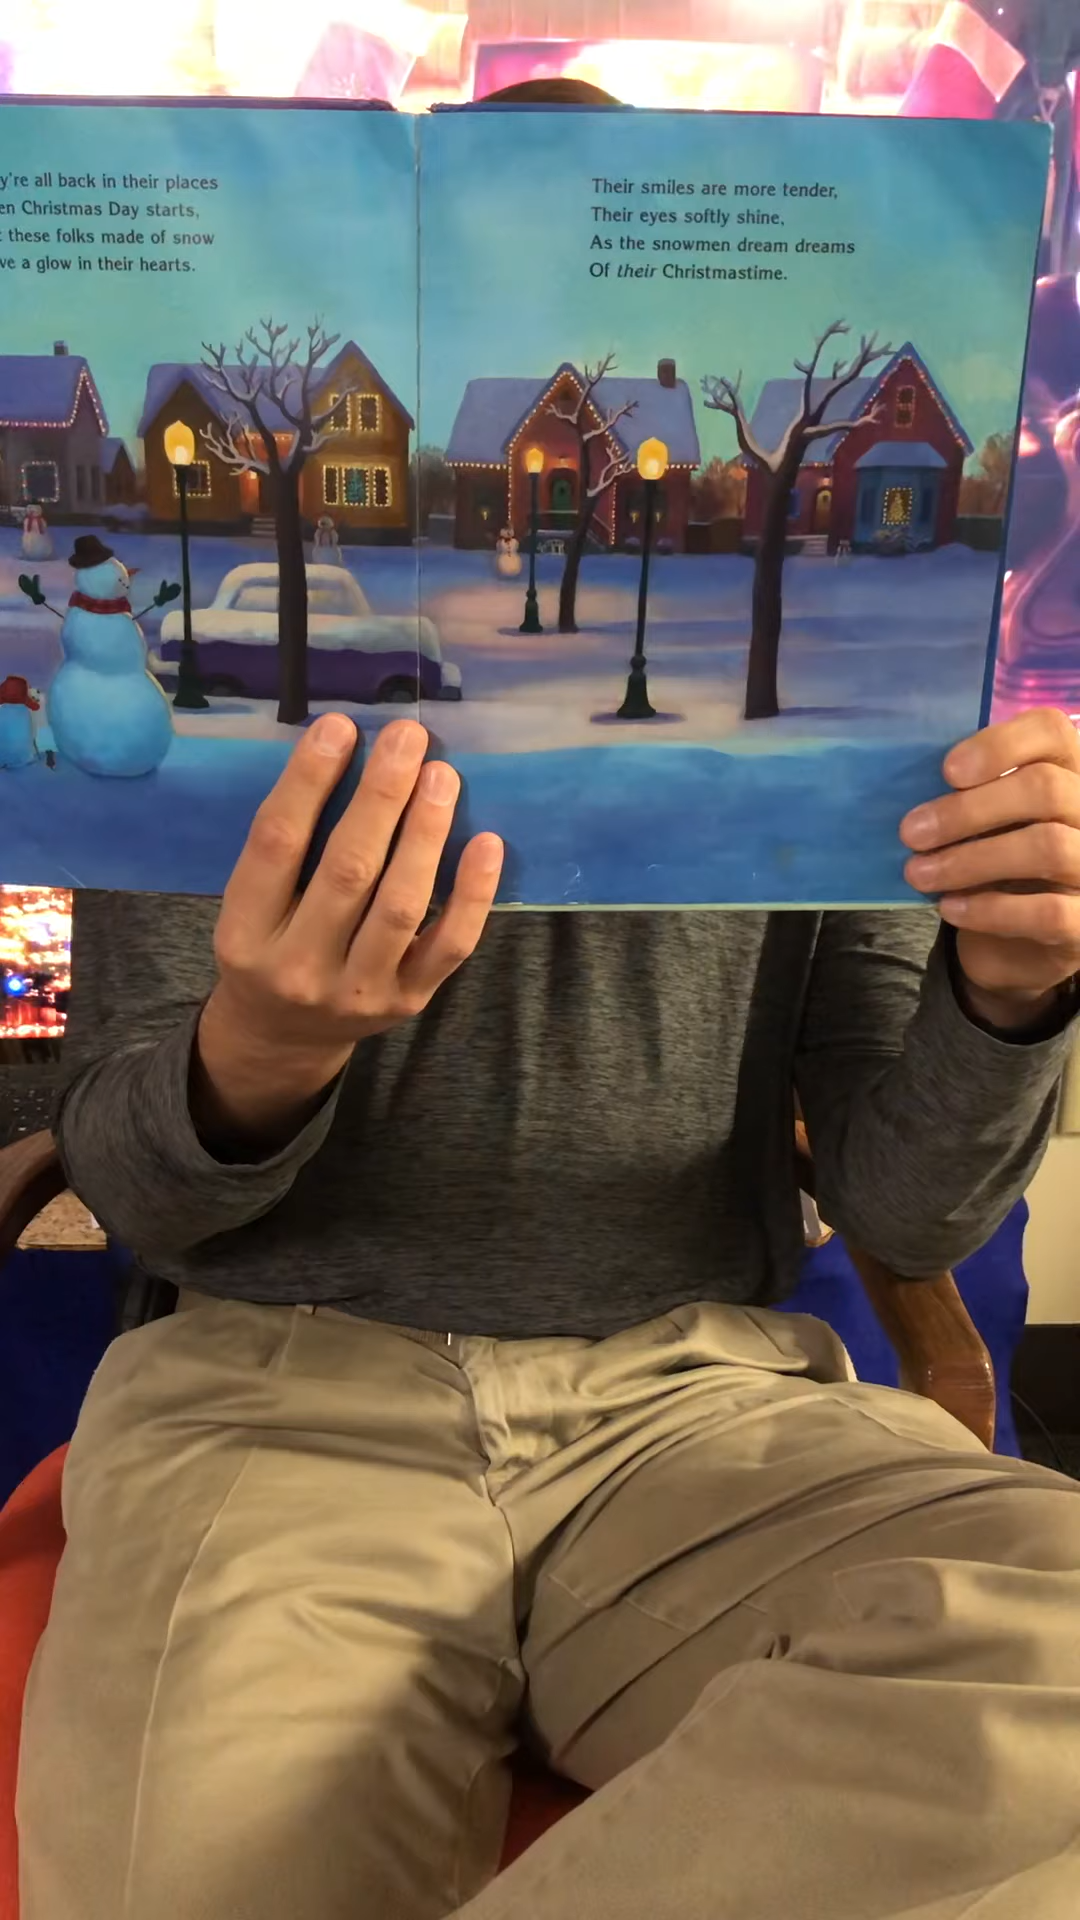 y're all back in their places
en Christmas Day starts,
these folks made of snow
ve a glow in their hearts.
Their smiles are more tender,
Their eyes softly shine,
As the snowmen dream dreams
Of their Christmastime.